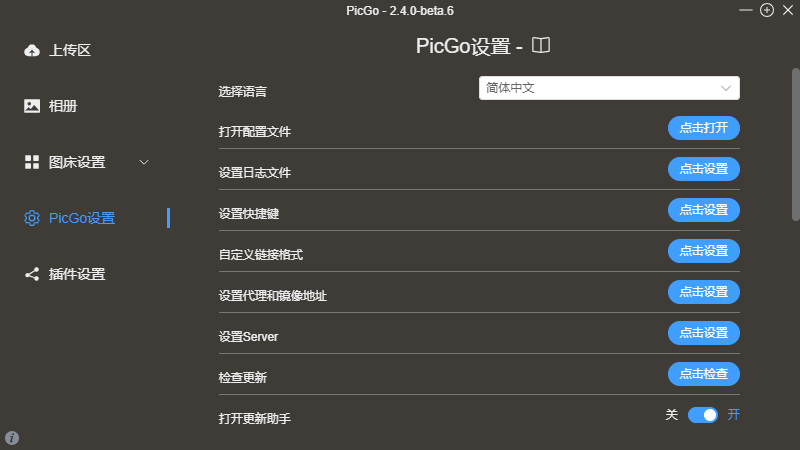 PicGo - 2.4.0-beta.6
上传区
相册
图床设置
PicGo设置
插件设置
PicGo设置 -
选择语言 简体中文
打开配置文件 点击打开
设置日志文件 点击设置
设置快捷键 点击设置
自定义链接格式 点击设置
设置代理和镜像地址 点击设置
设置Server 点击设置
检查更新 点击检查
打开更新助手 关 开